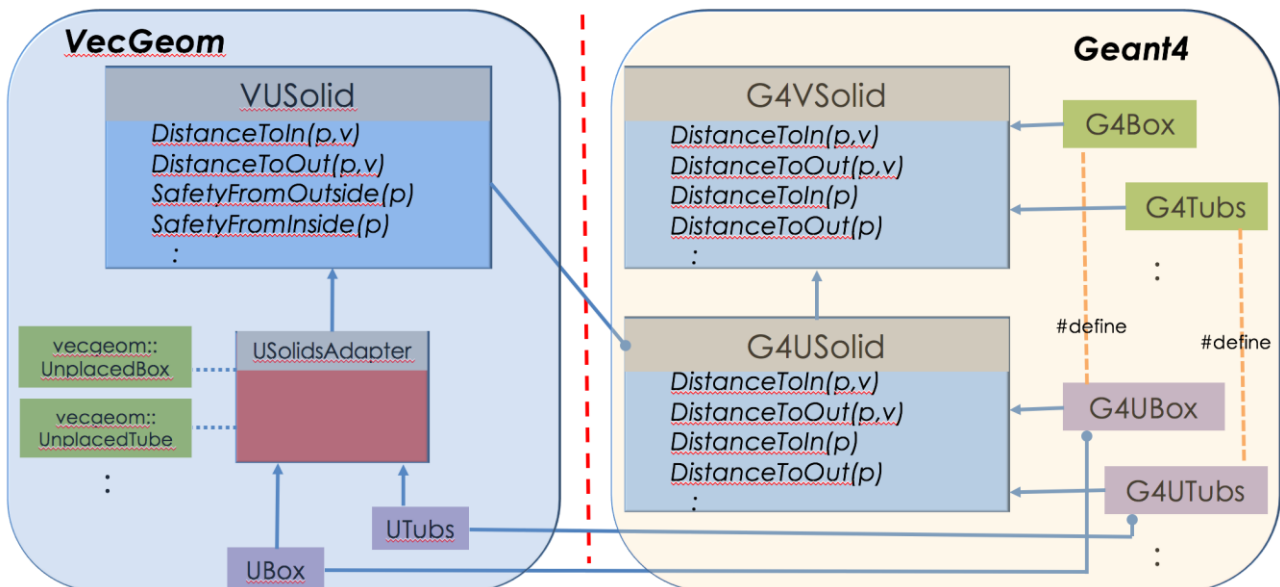 VecGeom
VUSolid
DistanceToIn(p,v)
DistanceToOut(p,v)
SafetyFromOutside(p)
SafetyFromInside(p)
:
vecgeom::
UnplacedBox
USolidsAdapter
vecgeom::
UnplacedTube
:
UTubs
UBox
Geant4
G4VSolid
DistanceToIn(p,v)
DistanceToOut(p,v)
DistanceToIn(p)
DistanceToOut(p)
:
G4Box
G4Tubs
:
#define
#define
G4USolid
DistanceToIn(p,v)
DistanceToOut(p,v)
DistanceToIn(p)
DistanceToOut(p)
:
G4UBox
G4UTubs
: